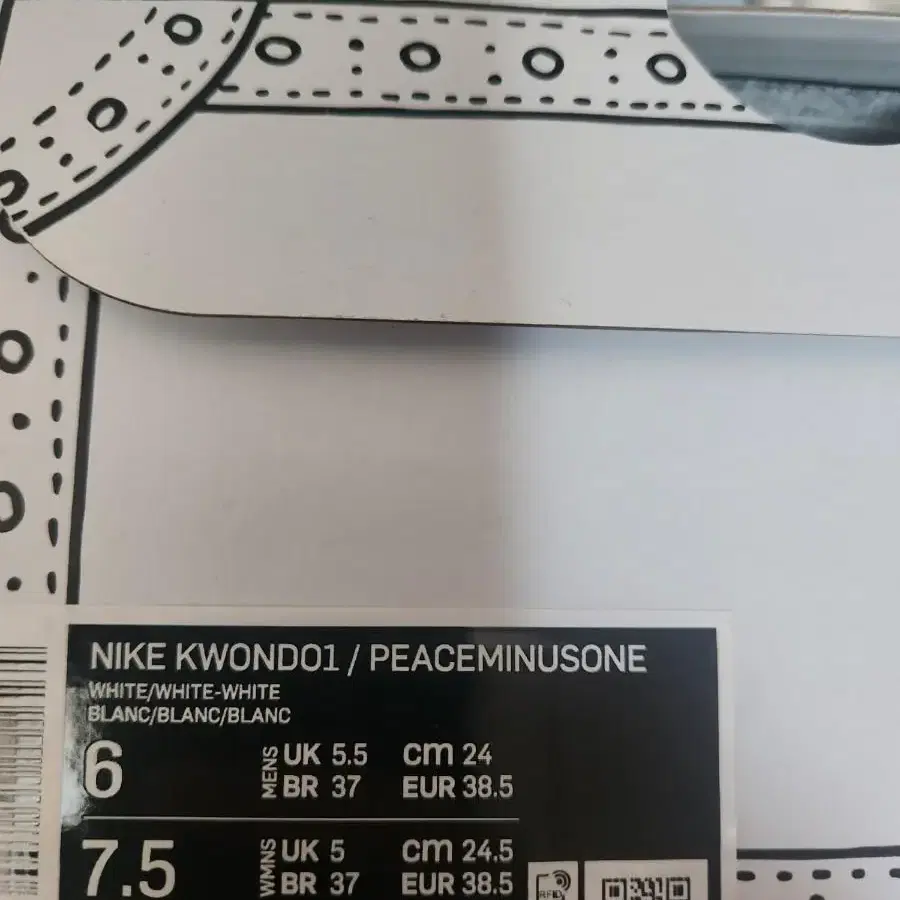 NIKE KWONDO1 / PEACEMINUSONE
WHITE/WHITE-WHITE
BLANC/BLANC/BLANC
6 MENS UK 5.5 cm 24
BR 37 EUR 38.5
7.5 WMNS UK 5 cm 24.5
BR 37 EUR 38.5
RFID